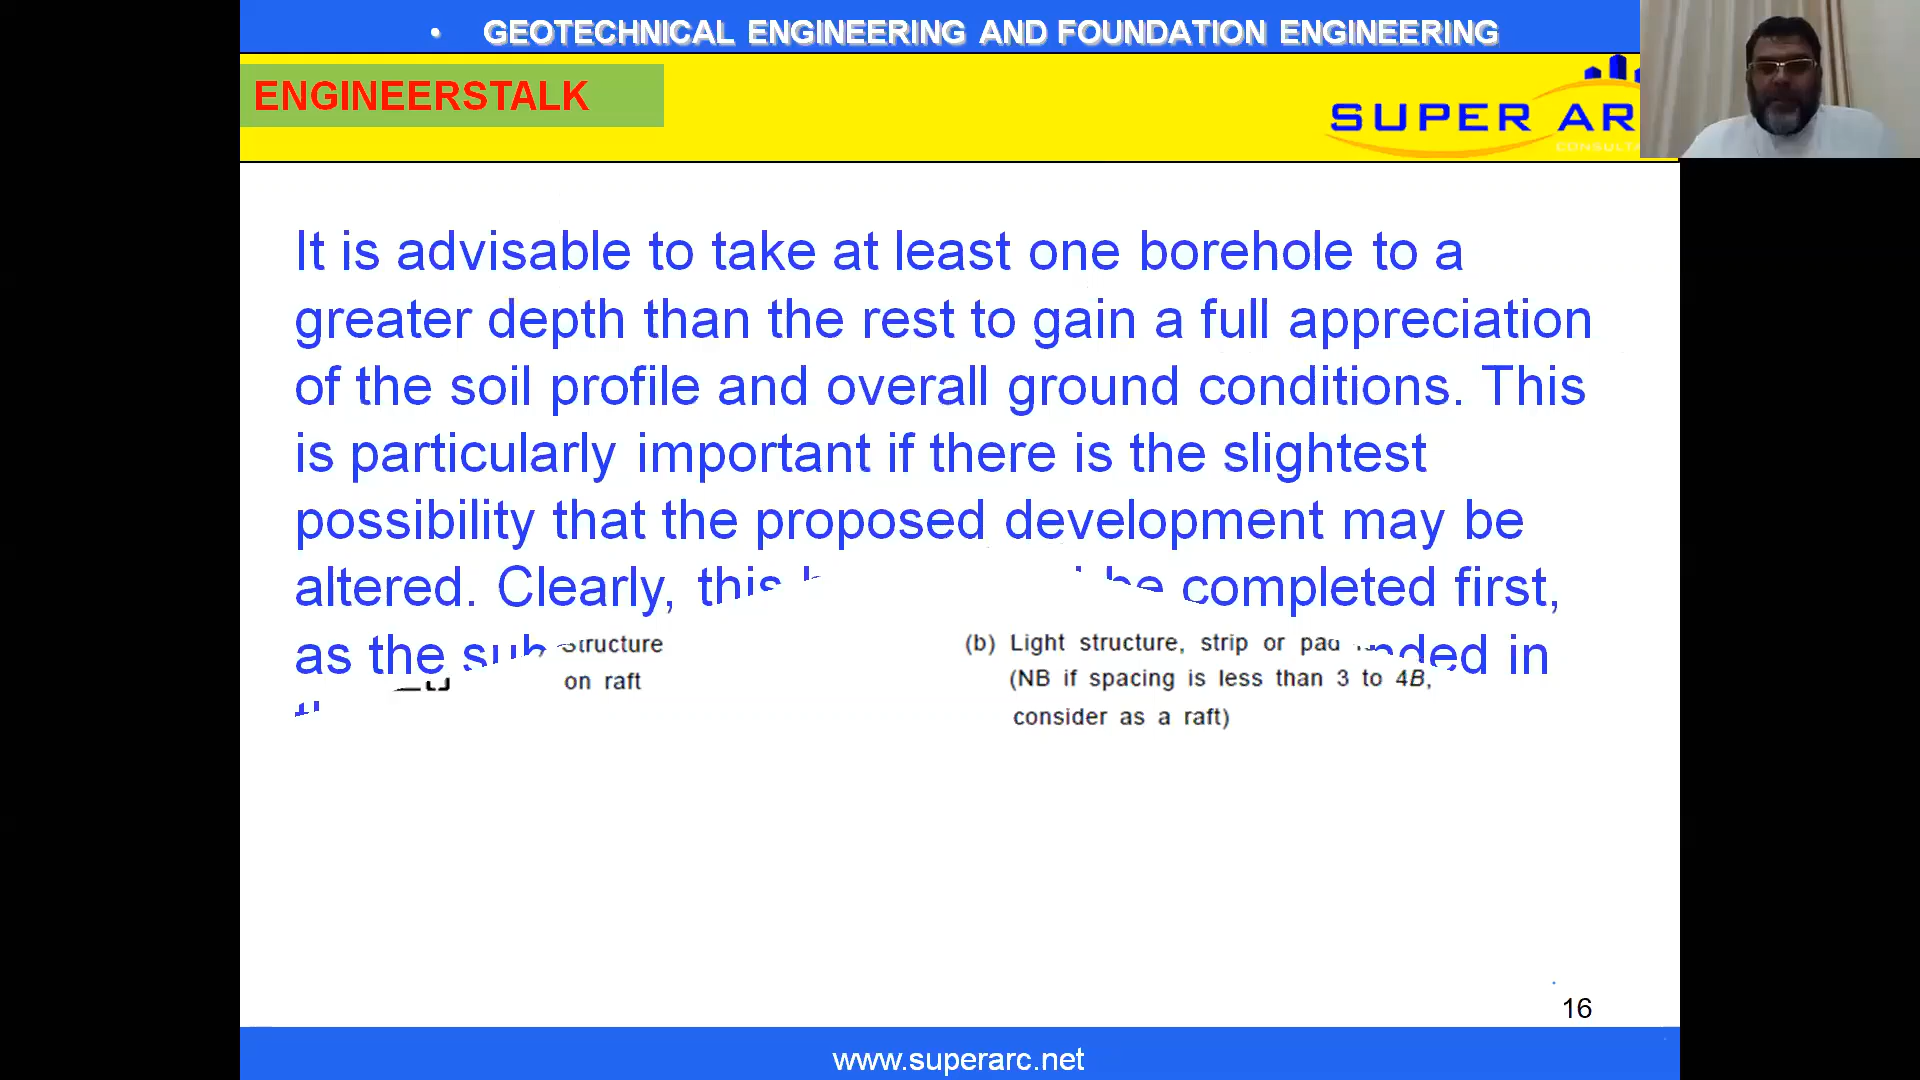 • GEOTECHNICAL ENGINEERING AND FOUNDATION ENGINEERING
ENGINEERSTALK
SUPER AR
It is advisable to take at least one borehole to a
greater depth than the rest to gain a full appreciation
of the soil profile and overall ground conditions. This
is particularly important if there is the slightest
possibility that the proposed development may be
altered. Clearly, this be completed first,
as the in
structure
on raft
(b) Light structure, strip or pad
(NB if spacing is less than 3 to 4B,
consider as a raft)
16
www.superarc.net